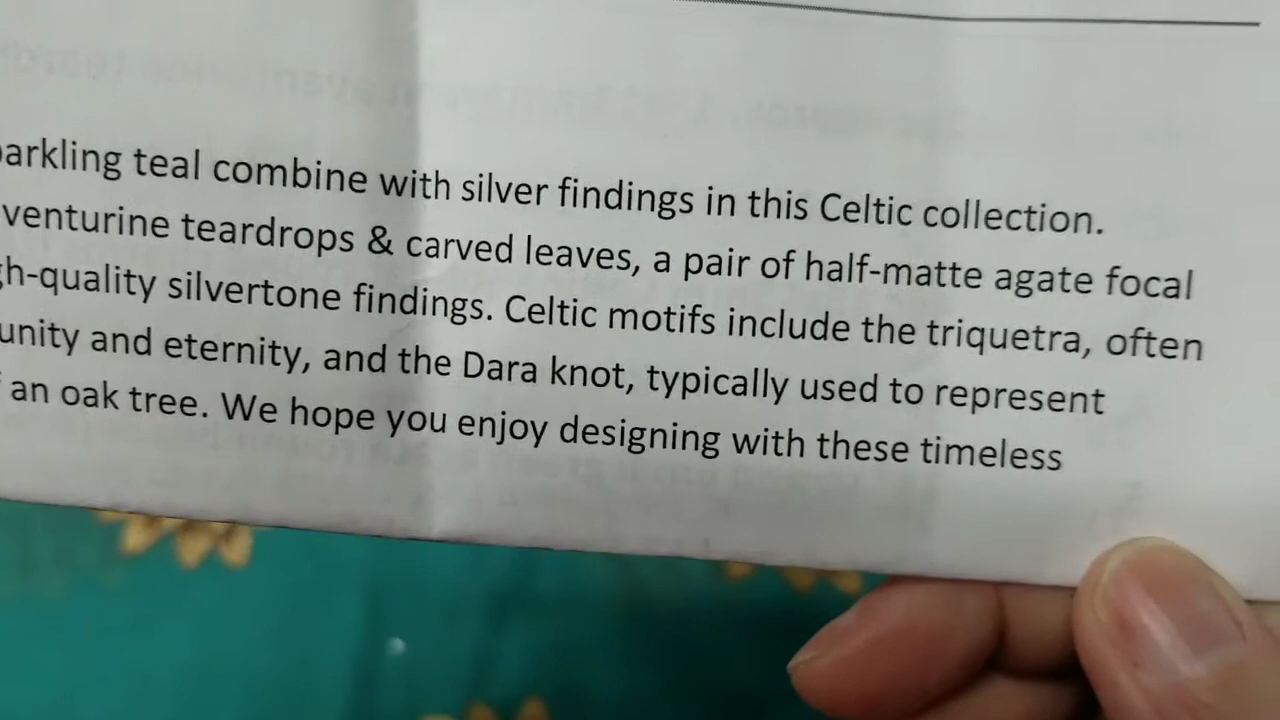 arkling teal combine with silver findings in this Celtic collection.
venturine teardrops & carved leaves, a pair of half-matte agate focal
gh-quality silvertone findings. Celtic motifs include the triquetra, often
unity and eternity, and the Dara knot, typically used to represent
an oak tree. We hope you enjoy designing with these timeless